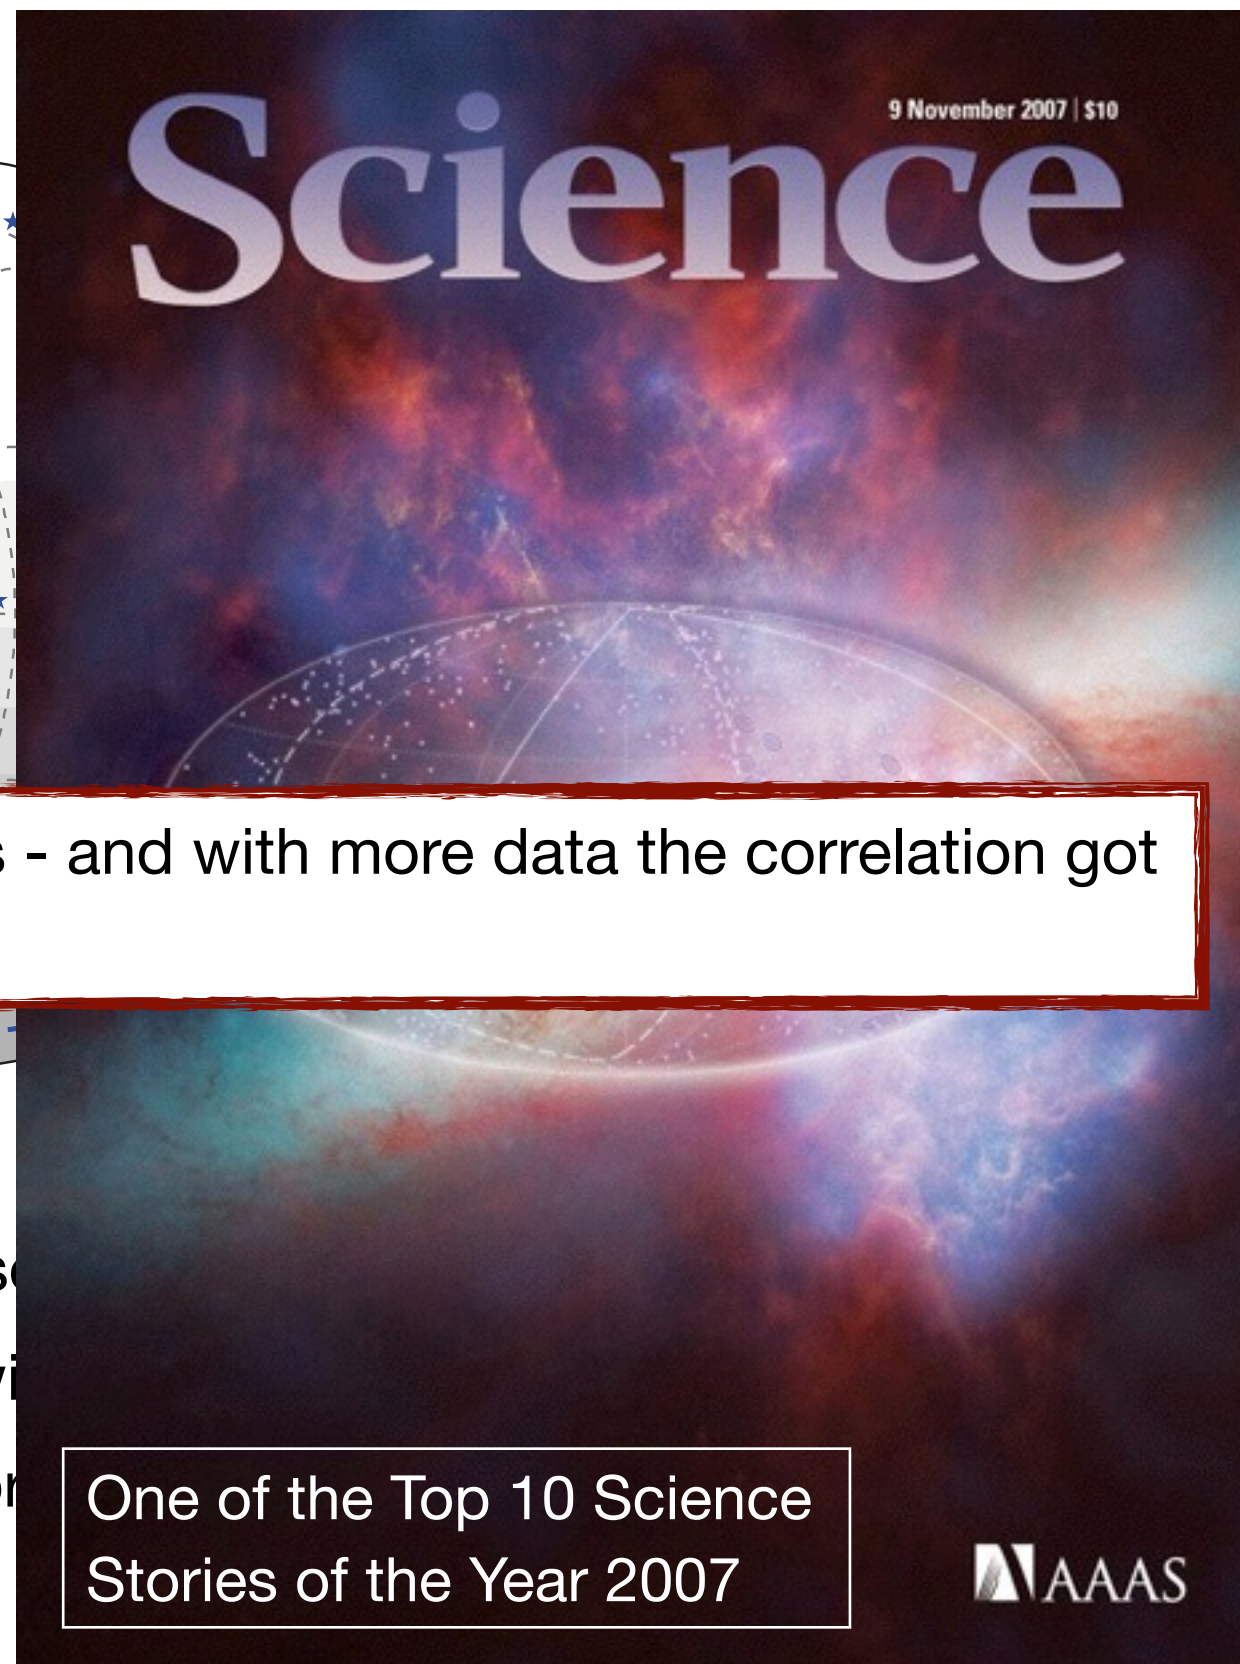 9 November 2007 | $10
Science
- and with more data the correlation got
One of the Top 10 Science
Stories of the Year 2007
AAAS